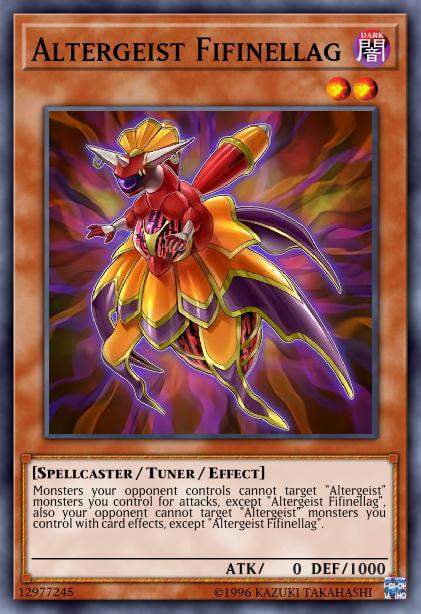 Altergeist Fifinellag
DARK
闇
[Spellcaster / Tuner / Effect]
Monsters your opponent controls cannot target "Altergeist"
monsters you control for attacks, except "Altergeist Fifinellag",
also your opponent cannot target "Altergeist" monsters you
control with card effects, except "Altergeist Fifinellag".
ATK/ 0 DEF/1000
12977245
©1996 KAZUKI TAKAHASHI